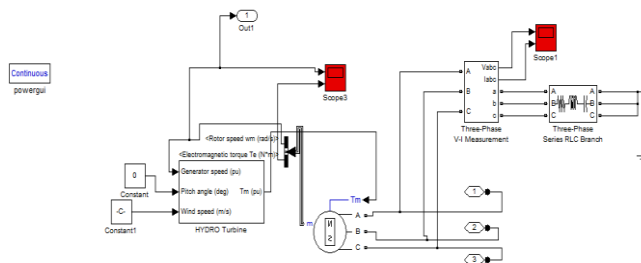 1
Out1
Continuous
powergui
Scope3
Scope1
Vabc
A
Iabc
B
a
b
C
c
A
A
B
B
C
C
Three-Phase
V-I Measurement
Three-Phase
Series RLC Branch
<Rotor speed wm (rad/s)>
<Electromagnetic torque Te (N*m)>
0
Constant
-C-
Constant1
Generator speed (pu)
Pitch angle (deg)
Tm (pu)
Wind speed (m/s)
HYDRO Turbine
Tm
m
N
S
A
B
C
1
2
3